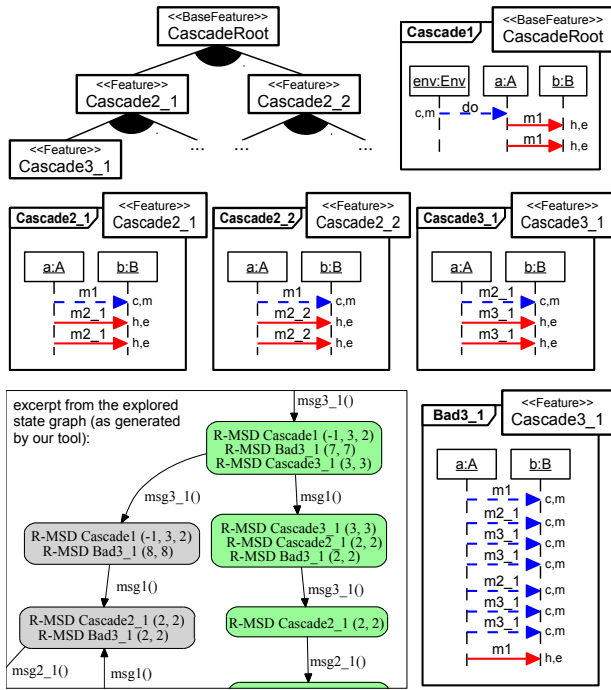 <<BaseFeature>>
CascadeRoot
<<Feature>>
Cascade2_1
<<Feature>>
Cascade2_2
<<Feature>>
Cascade3_1
...
...
...
Cascade1
<<BaseFeature>>
CascadeRoot
env:Env
a:A
b:B
c,m
do
m1
h,e
m1
h,e
Cascade2_1
<<Feature>>
Cascade2_1
a:A
b:B
m1
c,m
m2_1
h,e
m2_1
h,e
Cascade2_2
<<Feature>>
Cascade2_2
a:A
b:B
m1
c,m
m2_2
h,e
m2_2
h,e
Cascade3_1
<<Feature>>
Cascade3_1
a:A
b:B
m2_1
c,m
m3_1
h,e
m3_1
h,e
excerpt from the explored
state graph (as generated
by our tool):
msg3_1()
R-MSD Cascade1 (-1, 3, 2)
R-MSD Bad3_1 (7, 7)
R-MSD Cascade3_1 (3, 3)
msg3_1()
msg1()
R-MSD Cascade1 (-1, 3, 2)
R-MSD Bad3_1 (8, 8)
R-MSD Cascade3_1 (3, 3)
R-MSD Cascade2_1 (2, 2)
R-MSD Bad3_1 (2, 2)
msg1()
msg3_1()
R-MSD Cascade2_1 (2, 2)
R-MSD Bad3_1 (2, 2)
R-MSD Cascade2_1 (2, 2)
msg2_1()
msg1()
msg2_1()
Bad3_1
<<Feature>>
Cascade3_1
a:A
b:B
m1
c,m
m2_1
c,m
m3_1
c,m
m3_1
c,m
m2_1
c,m
m3_1
c,m
m3_1
c,m
m1
h,e